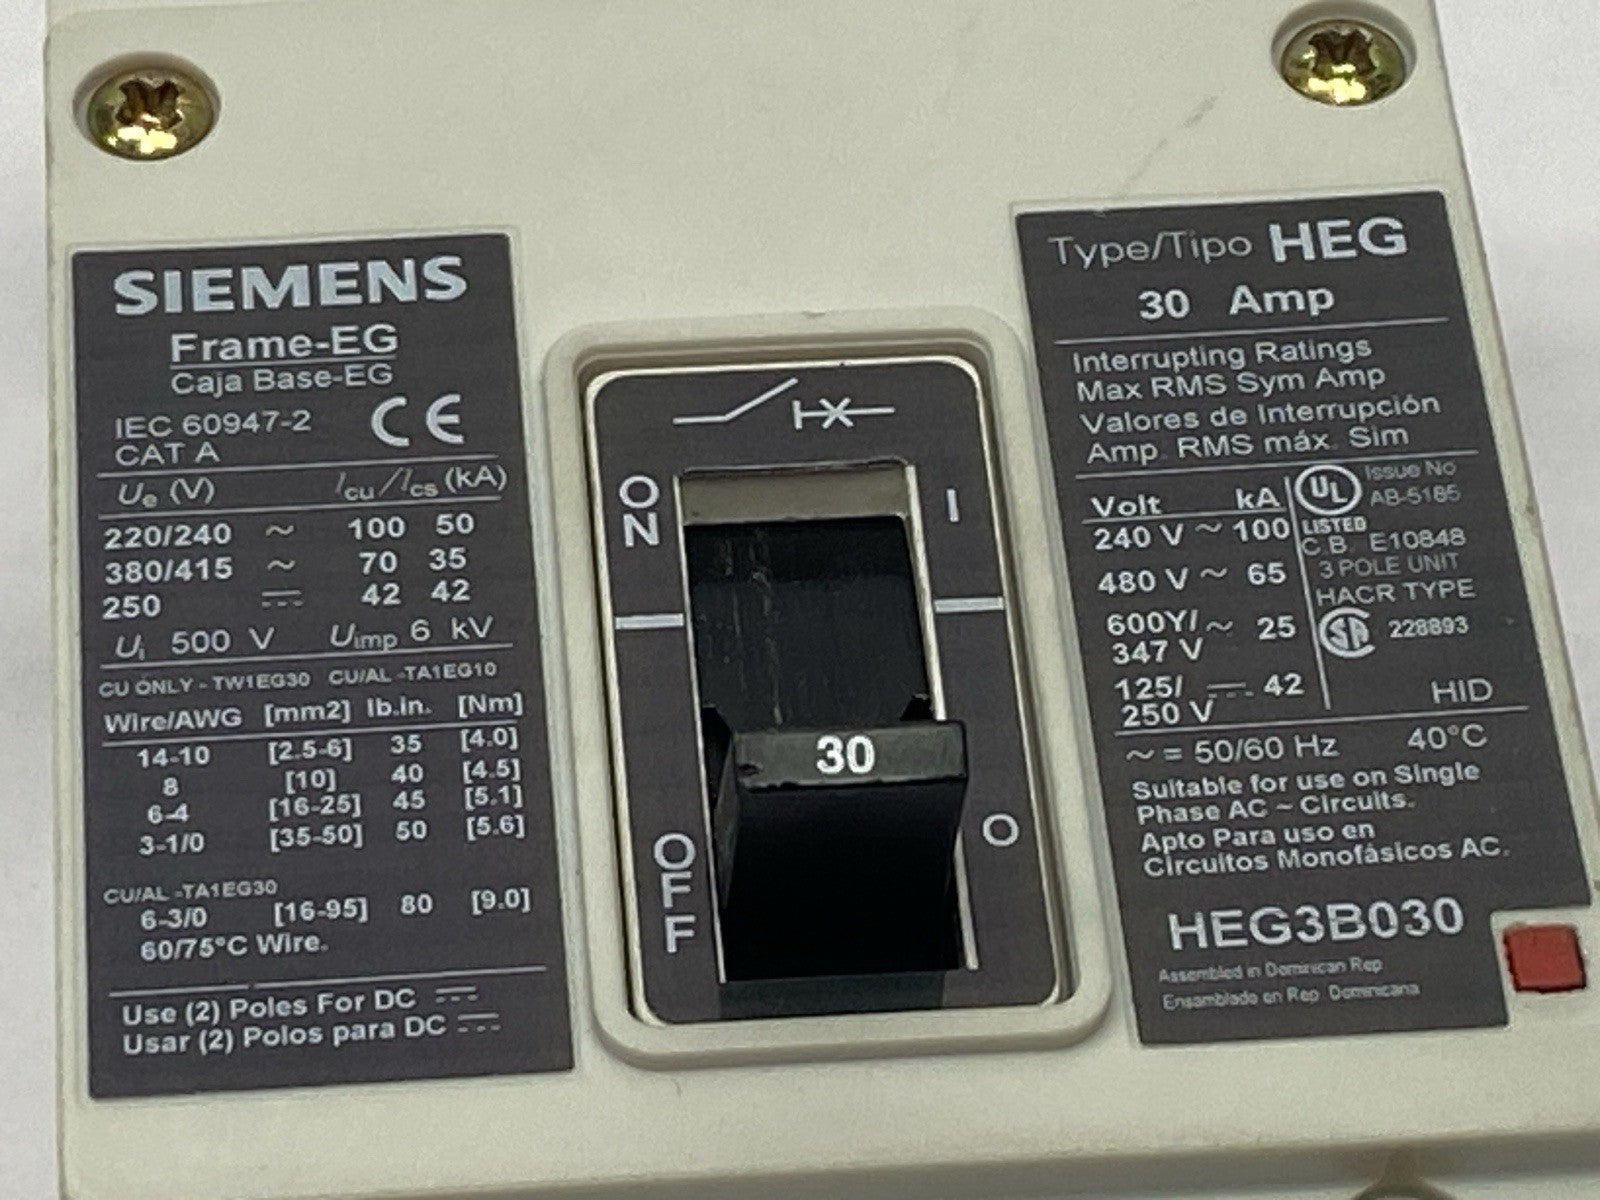 SIEMENS
Frame-EG
Caja Base-EG
IEC 60947-2
CAT A
CE
Ue (V) Icu/Ics (kA)
220/240 ~ 100 50
380/415 ~ 70 35
250 ⎓ 42 42
Ui 500 V Uimp 6 kV
CU ONLY - TW1EG30 CU/AL -TA1EG10
Wire/AWG [mm2] lb.in. [Nm]
14-10 [2.5-6] 35 [4.0]
8 [10] 40 [4.5]
6-4 [16-25] 45 [5.1]
3-1/0 [35-50] 50 [5.6]
CU/AL -TA1EG30
6-3/0 [16-95] 80 [9.0]
60/75°C Wire.
Use (2) Poles For DC ⎓
Usar (2) Polos para DC ⎓
ON
I
30
OFF
O
Type/Tipo HEG
30 Amp
Interrupting Ratings
Max RMS Sym Amp
Valores de Interrupción
Amp. RMS máx. Sim
Volt kA
240 V ~ 100
480 V ~ 65
600Y/ ~ 25
347 V
125/ ⎓ 42
250 V
UL Issue No
AB-5185
LISTED
C.B. E10848
3 POLE UNIT
HACR TYPE
SA 228893
HID
~ = 50/60 Hz 40°C
Suitable for use on Single
Phase AC ~ Circuits.
Apto Para uso en
Circuitos Monofásicos AC.
HEG3B030
Assembled in Dominican Rep
Ensamblado en Rep Dominicana